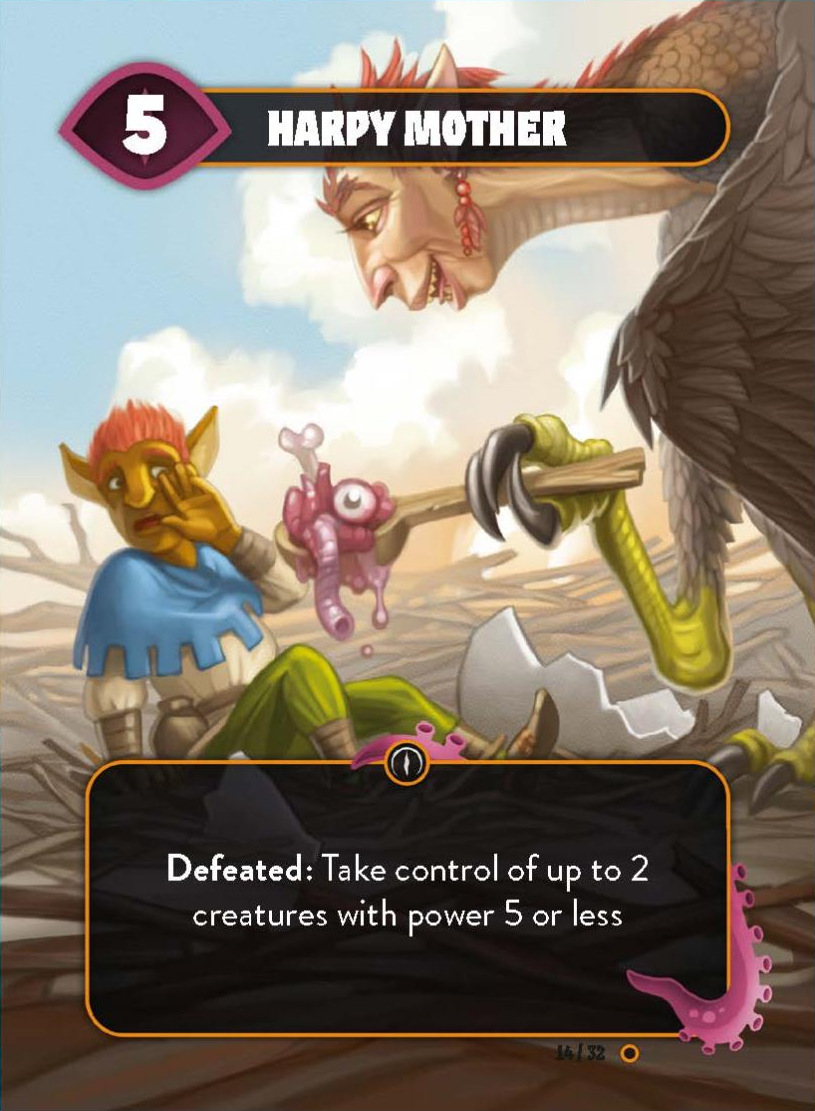 5
HARPY MOTHER
Defeated: Take control of up to 2
creatures with power 5 or less
14/32